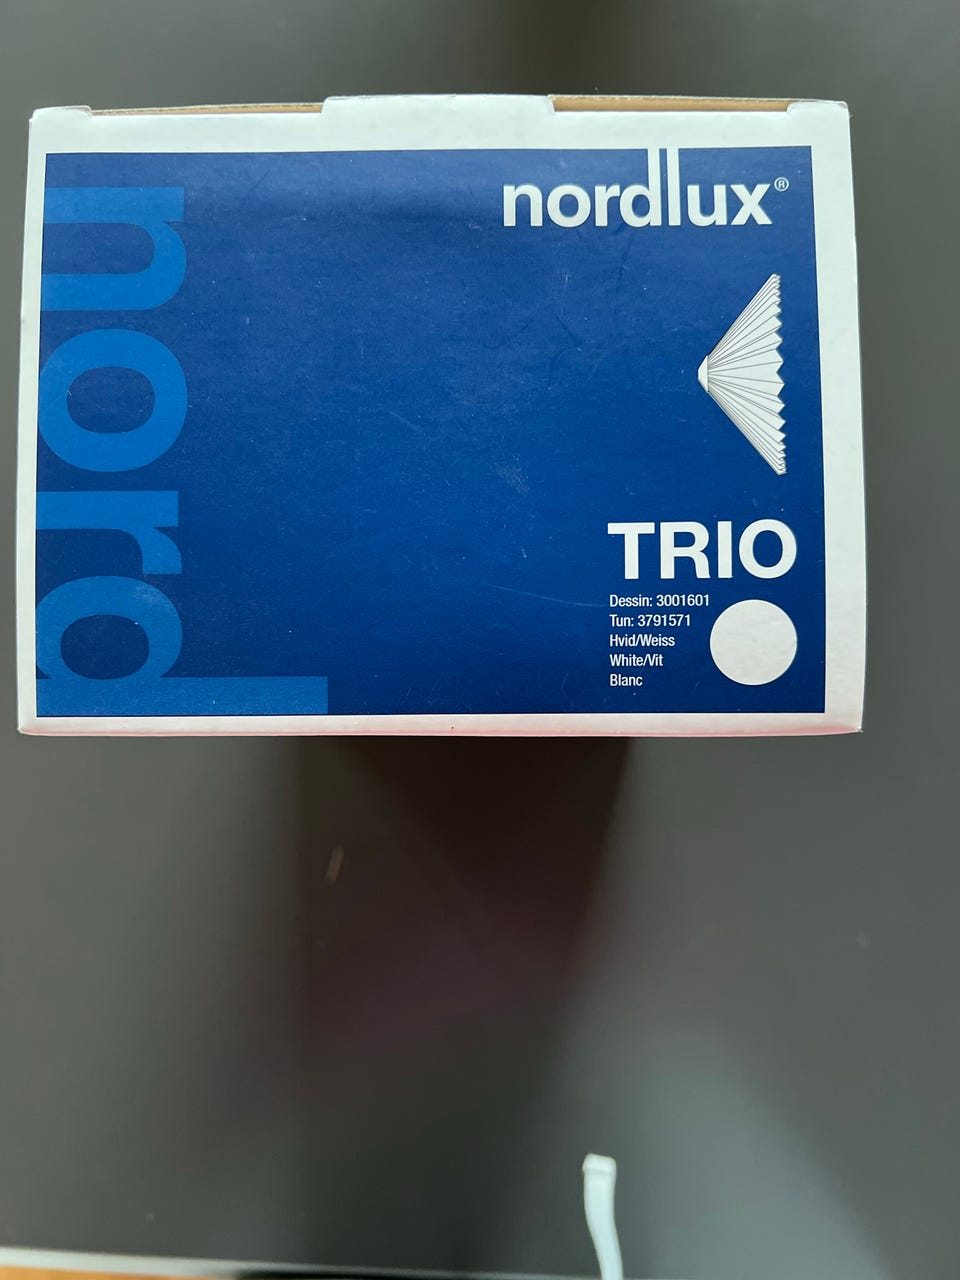 nord
nordlux®
TRIO
Dessin: 3001601
Tun: 3791571
Hvid/Weiss
White/Vit
Blanc